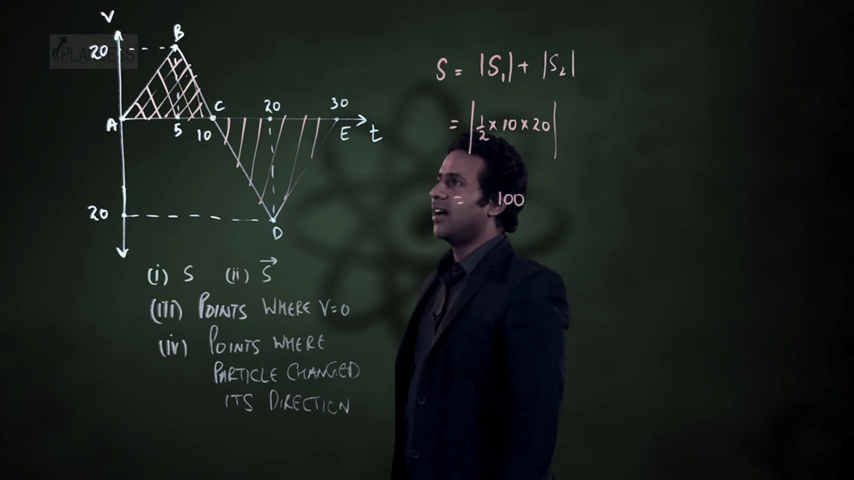 V
B
20
A
5
10
C
20
30
E
t
20
D
S = |S₁| + |S₂|
= |½ × 10 × 20|
= 100
(i) S (ii) S⃗
(iii) POINTS WHERE V=0
(iv) POINTS WHERE
PARTICLE CHANGED
ITS DIRECTION